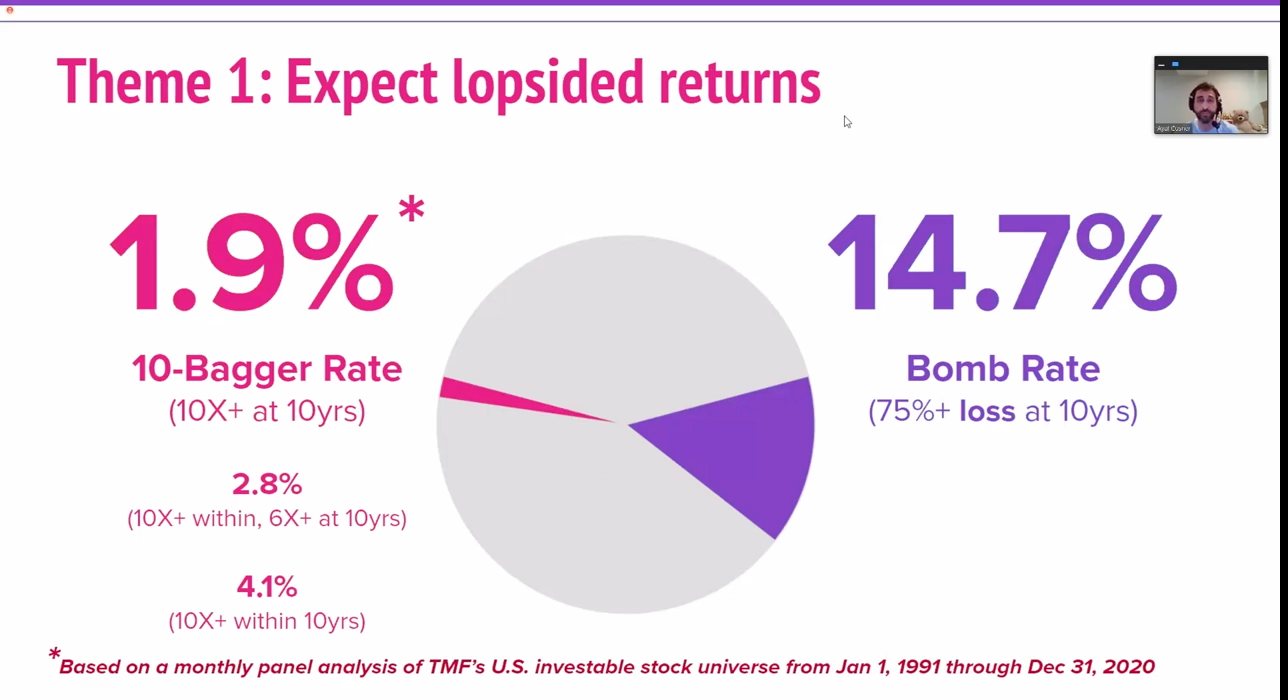 Theme 1: Expect lopsided returns
1.9%*
10-Bagger Rate
(10X+ at 10yrs)
2.8%
(10X+ within, 6X+ at 10yrs)
4.1%
(10X+ within 10yrs)
14.7%
Bomb Rate
(75%+ loss at 10yrs)
*Based on a monthly panel analysis of TMF's U.S. investable stock universe from Jan 1, 1991 through Dec 31, 2020